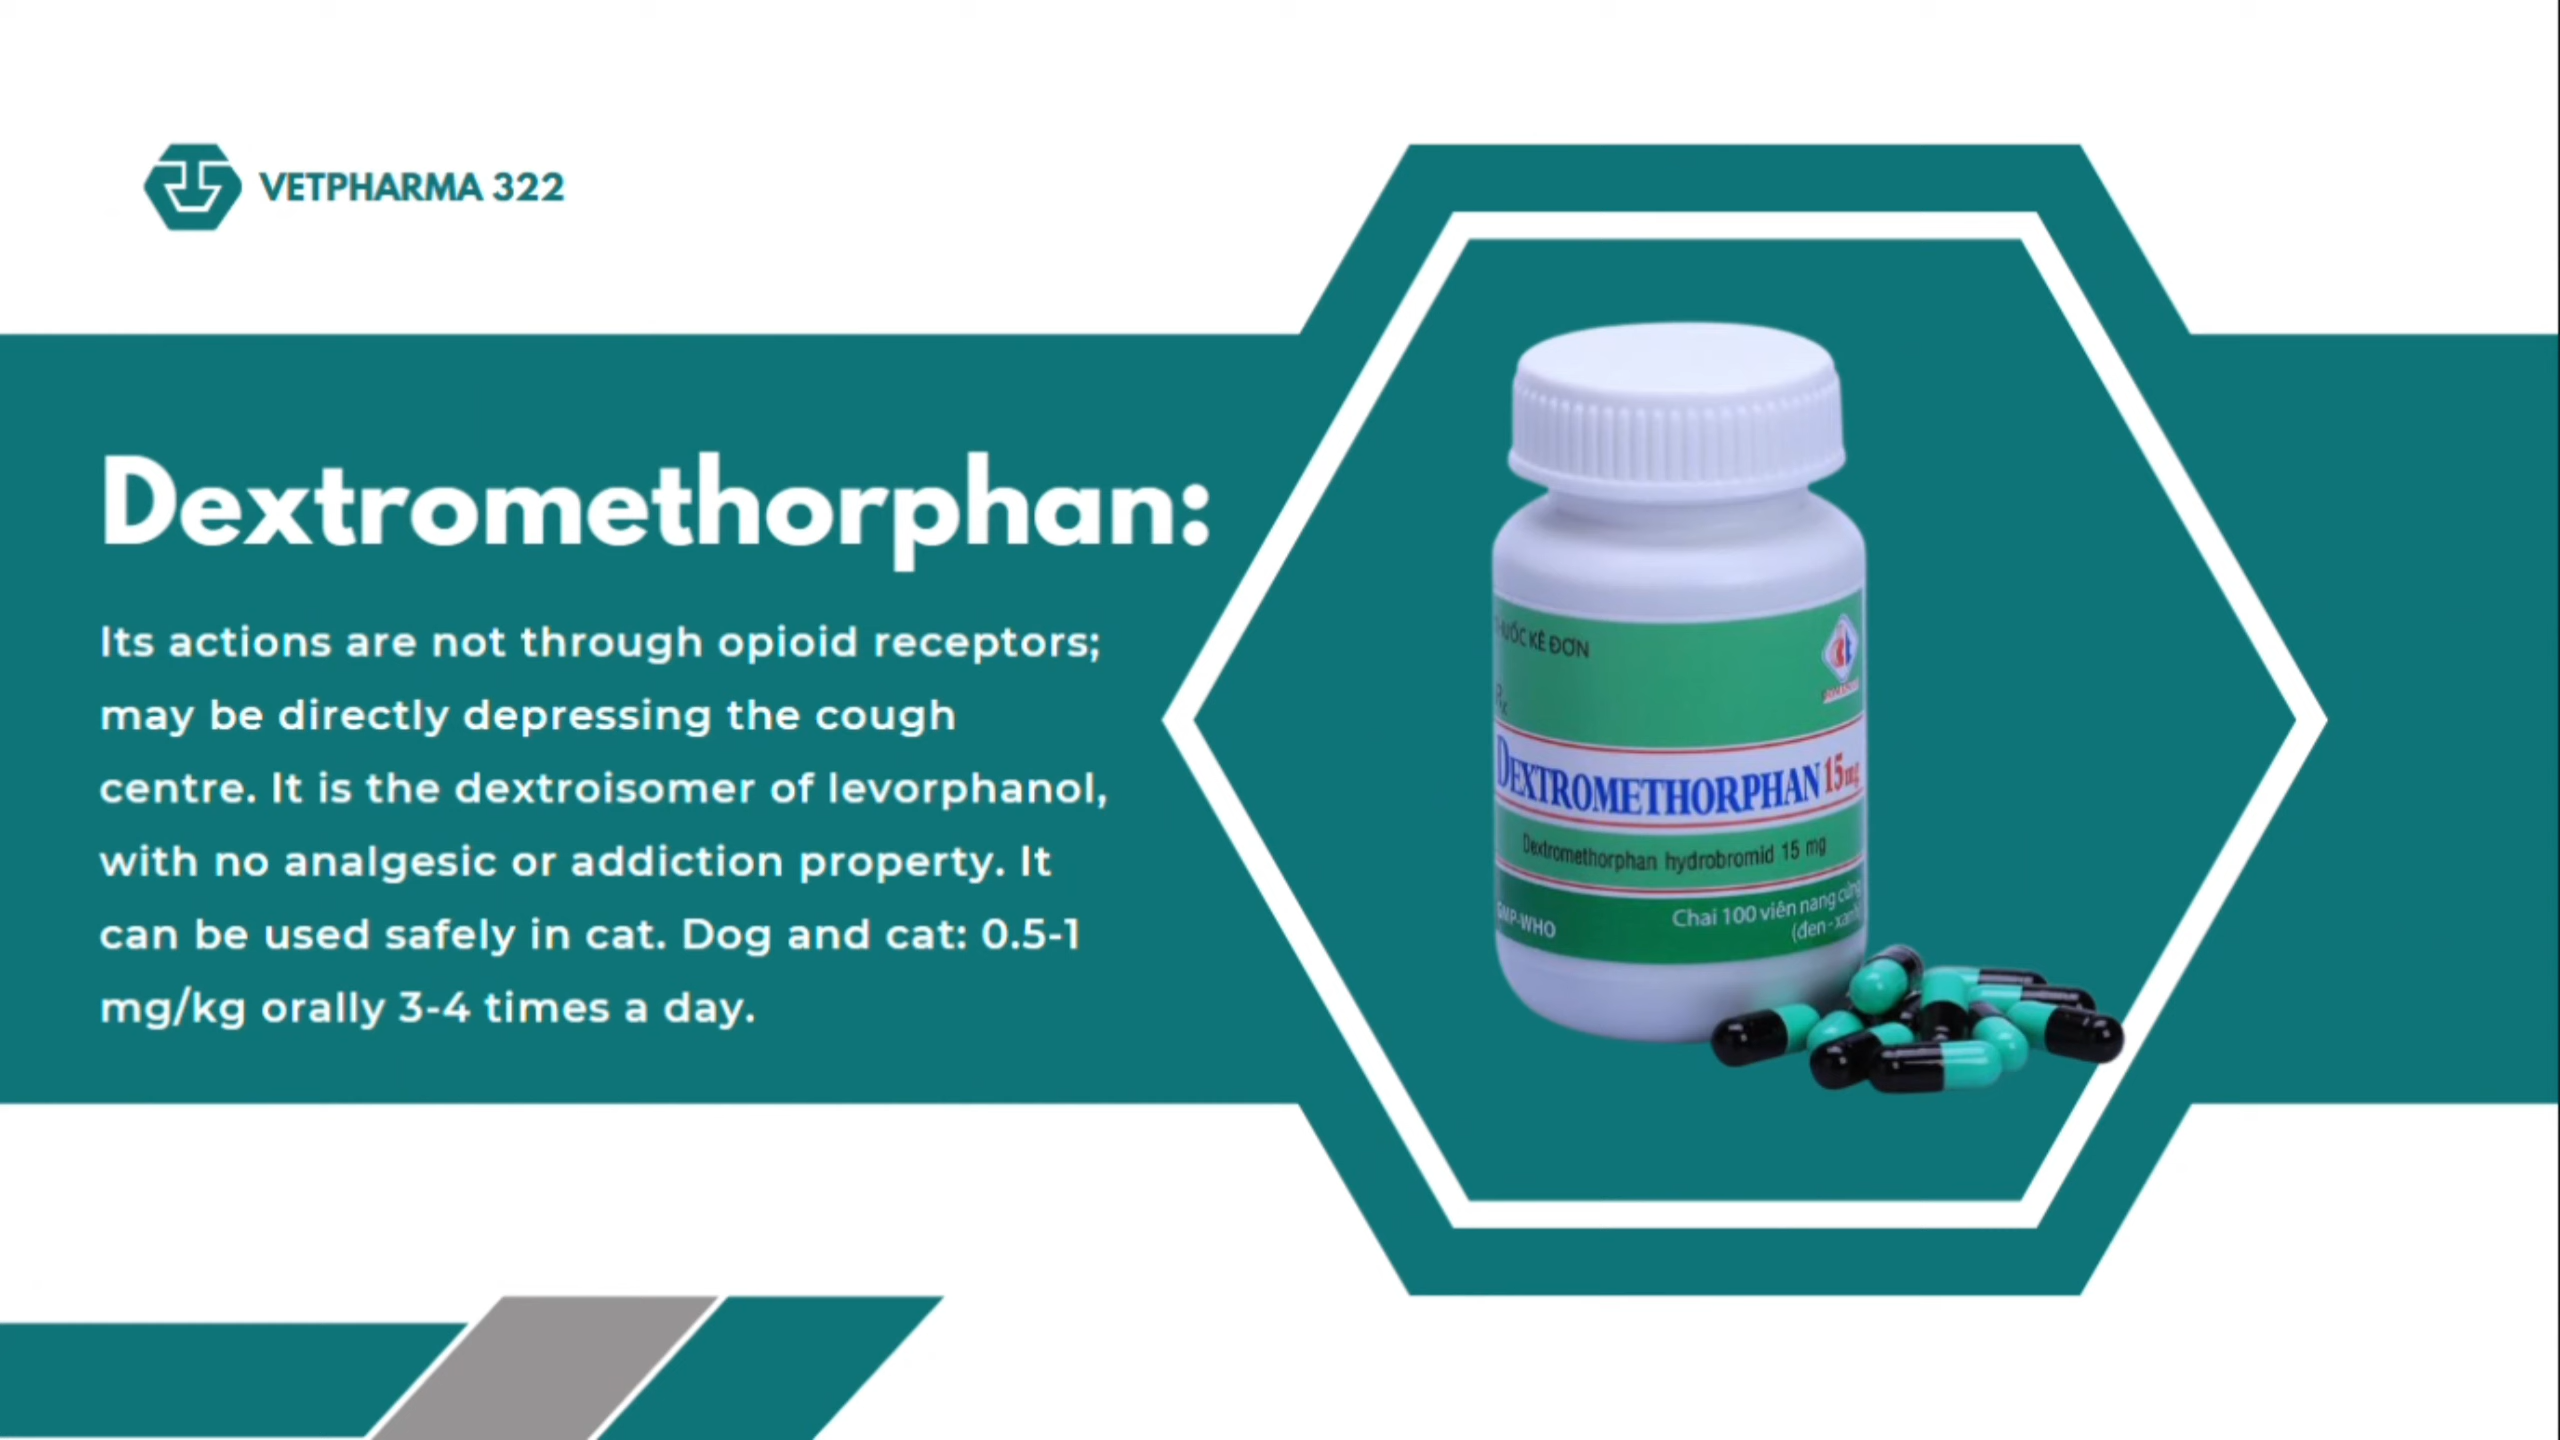 VETPHARMA 322
Dextromethorphan:
Its actions are not through opioid receptors;
may be directly depressing the cough
centre. It is the dextroisomer of levorphanol,
with no analgesic or addiction property. It
can be used safely in cat. Dog and cat: 0.5-1
mg/kg orally 3-4 times a day.
KÊ ĐƠN
Rx
DEXTROMETHORPHAN 15mg
Dextromethorphan hydrobromid 15 mg
GMP-WHO
Chai 100 viên nang cứng
(đen - xanh)